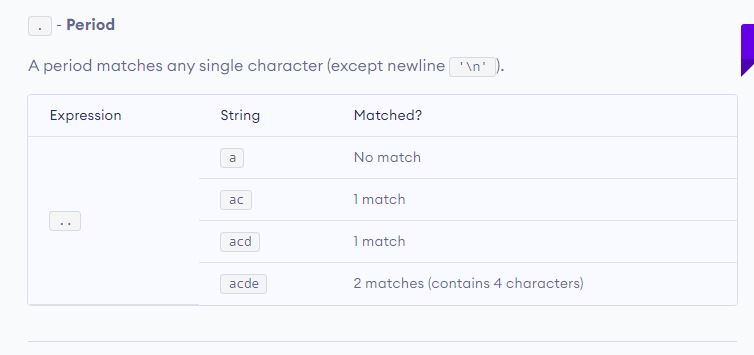 . - Period
A period matches any single character (except newline '\n').
Expression String Matched?
a No match
ac 1 match
..
acd 1 match
acde 2 matches (contains 4 characters)